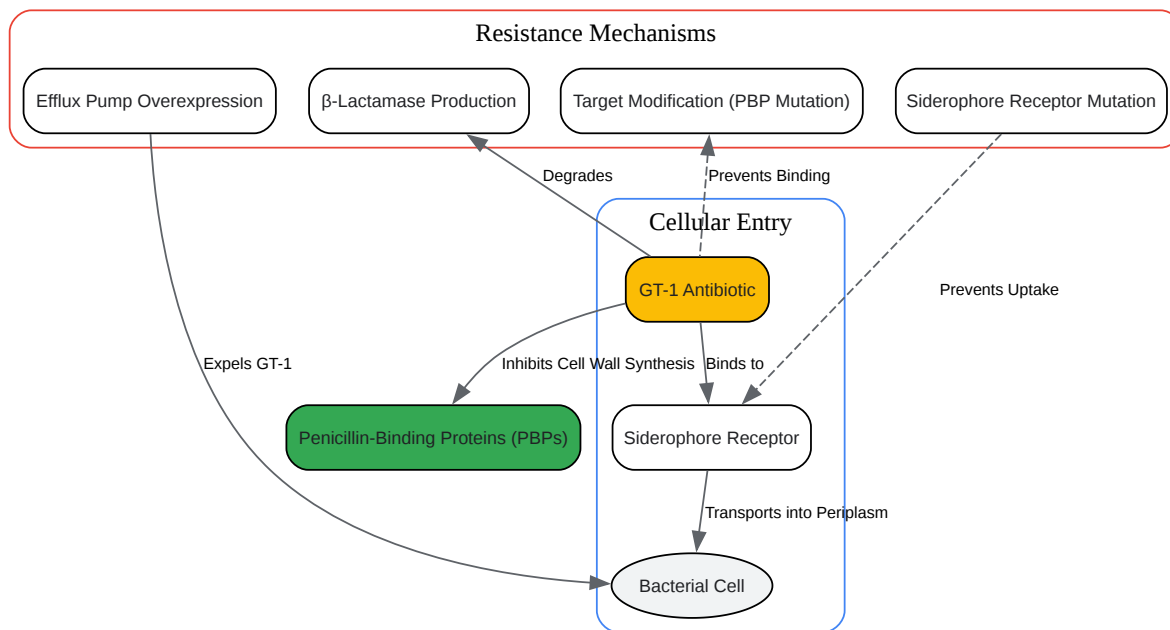 Resistance Mechanisms
Efflux Pump Overexpression
β-Lactamase Production
Target Modification (PBP Mutation)
Siderophore Receptor Mutation
Degrades
Prevents Binding
Cellular Entry
GT-1 Antibiotic
Prevents Uptake
Expels GT-1
Inhibits Cell Wall Synthesis
Binds to
Penicillin-Binding Proteins (PBPs)
Siderophore Receptor
Transports into Periplasm
Bacterial Cell